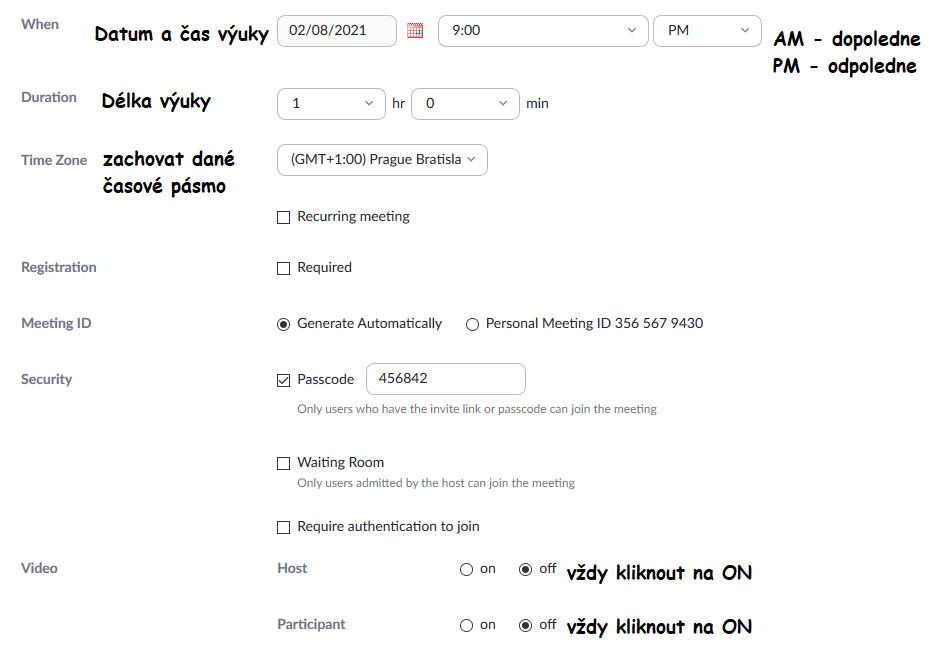 When Datum a čas výuky 02/08/2021 9:00 PM AM - dopoledne
PM - odpoledne
Duration Délka výuky 1 hr 0 min
Time Zone zachovat dané (GMT+1:00) Prague Bratisla
časové pásmo
Recurring meeting
Registration Required
Meeting ID Generate Automatically Personal Meeting ID 356 567 9430
Security Passcode 456842
Only users who have the invite link or passcode can join the meeting
Waiting Room
Only users admitted by the host can join the meeting
Require authentication to join
Video Host on off vždy kliknout na ON
Participant on off vždy kliknout na ON